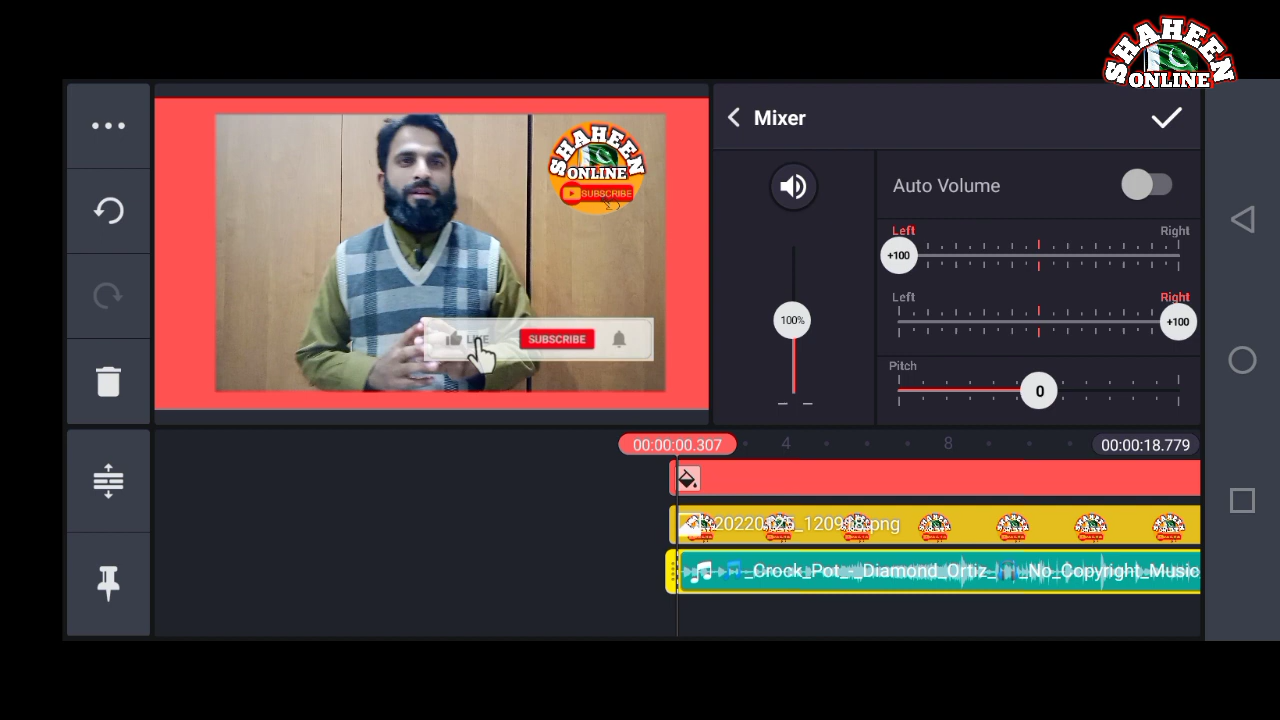 SHAHEEN
ONLINE
Mixer
SHAHEEN
ONLINE
SUBSCRIBE
Auto Volume
Left
Right
+100
Left
Right
100%
+100
LIKE
SUBSCRIBE
Pitch
0
00:00:00.307
4
8
00:00:18.779
_Crock_Pot_-_Diamond_Ortiz_
_No_Copyright_Music